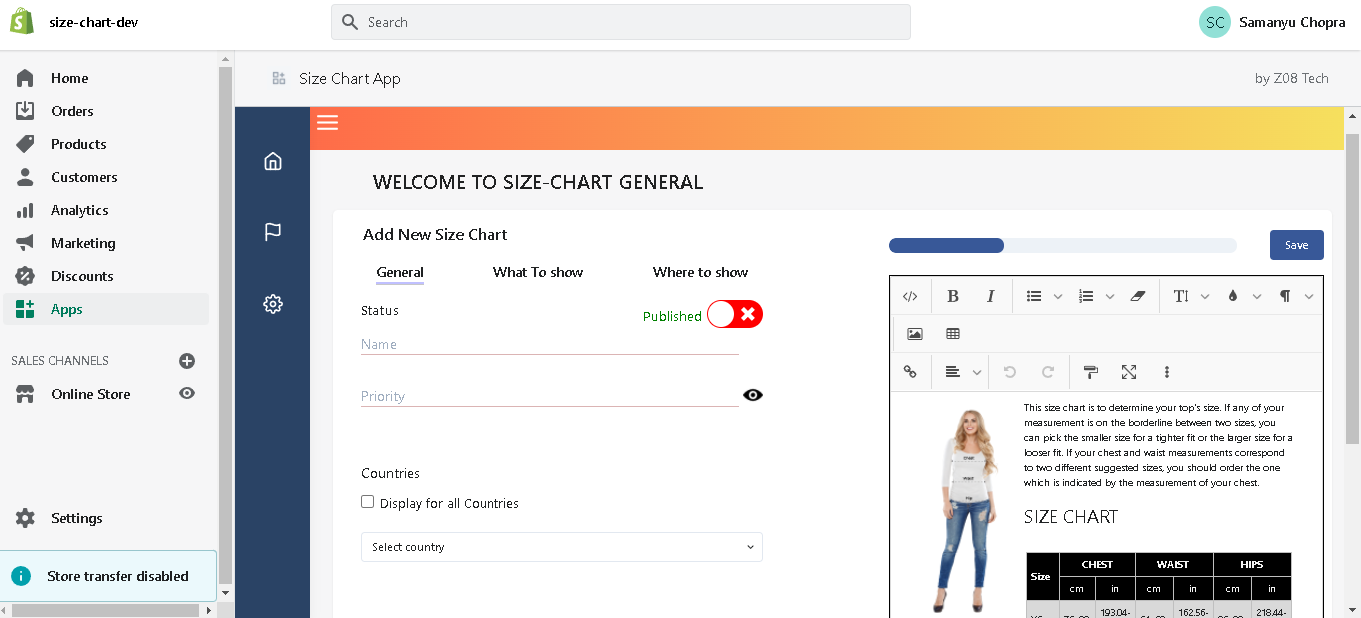 size-chart-dev
Search
SC
Samanyu Chopra
Home
Orders
Products
Customers
Analytics
Marketing
Discounts
Apps
SALES CHANNELS
Online Store
Settings
Store transfer disabled
Size Chart App
by Z08 Tech
WELCOME TO SIZE-CHART GENERAL
Add New Size Chart
Save
General What To show Where to show
Status
Published
Name
Priority
Countries
Display for all Countries
Select country
B I
This size chart is to determine your top's size. If any of your
measurement is on the borderline between two sizes, you
can pick the smaller size for a tighter fit or the larger size for a
looser fit. If your chest and waist measurements correspond
to two different suggested sizes, you should order the one
which is indicated by the measurement of your chest.
SIZE CHART
Size CHEST WAIST HIPS
cm in cm in cm in
193.04- 162.56- 218.44-